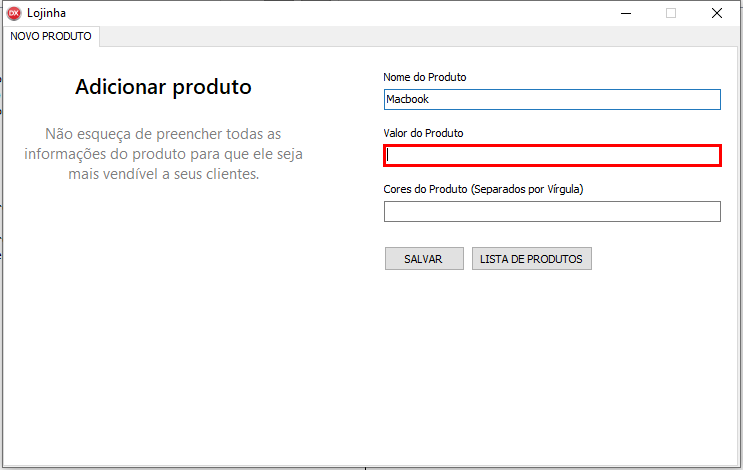 DX Lojinha
NOVO PRODUTO
Adicionar produto
Não esqueça de preencher todas as
informações do produto para que ele seja
mais vendível a seus clientes.
Nome do Produto
Macbook
Valor do Produto
Cores do Produto (Separados por Vírgula)
SALVAR
LISTA DE PRODUTOS